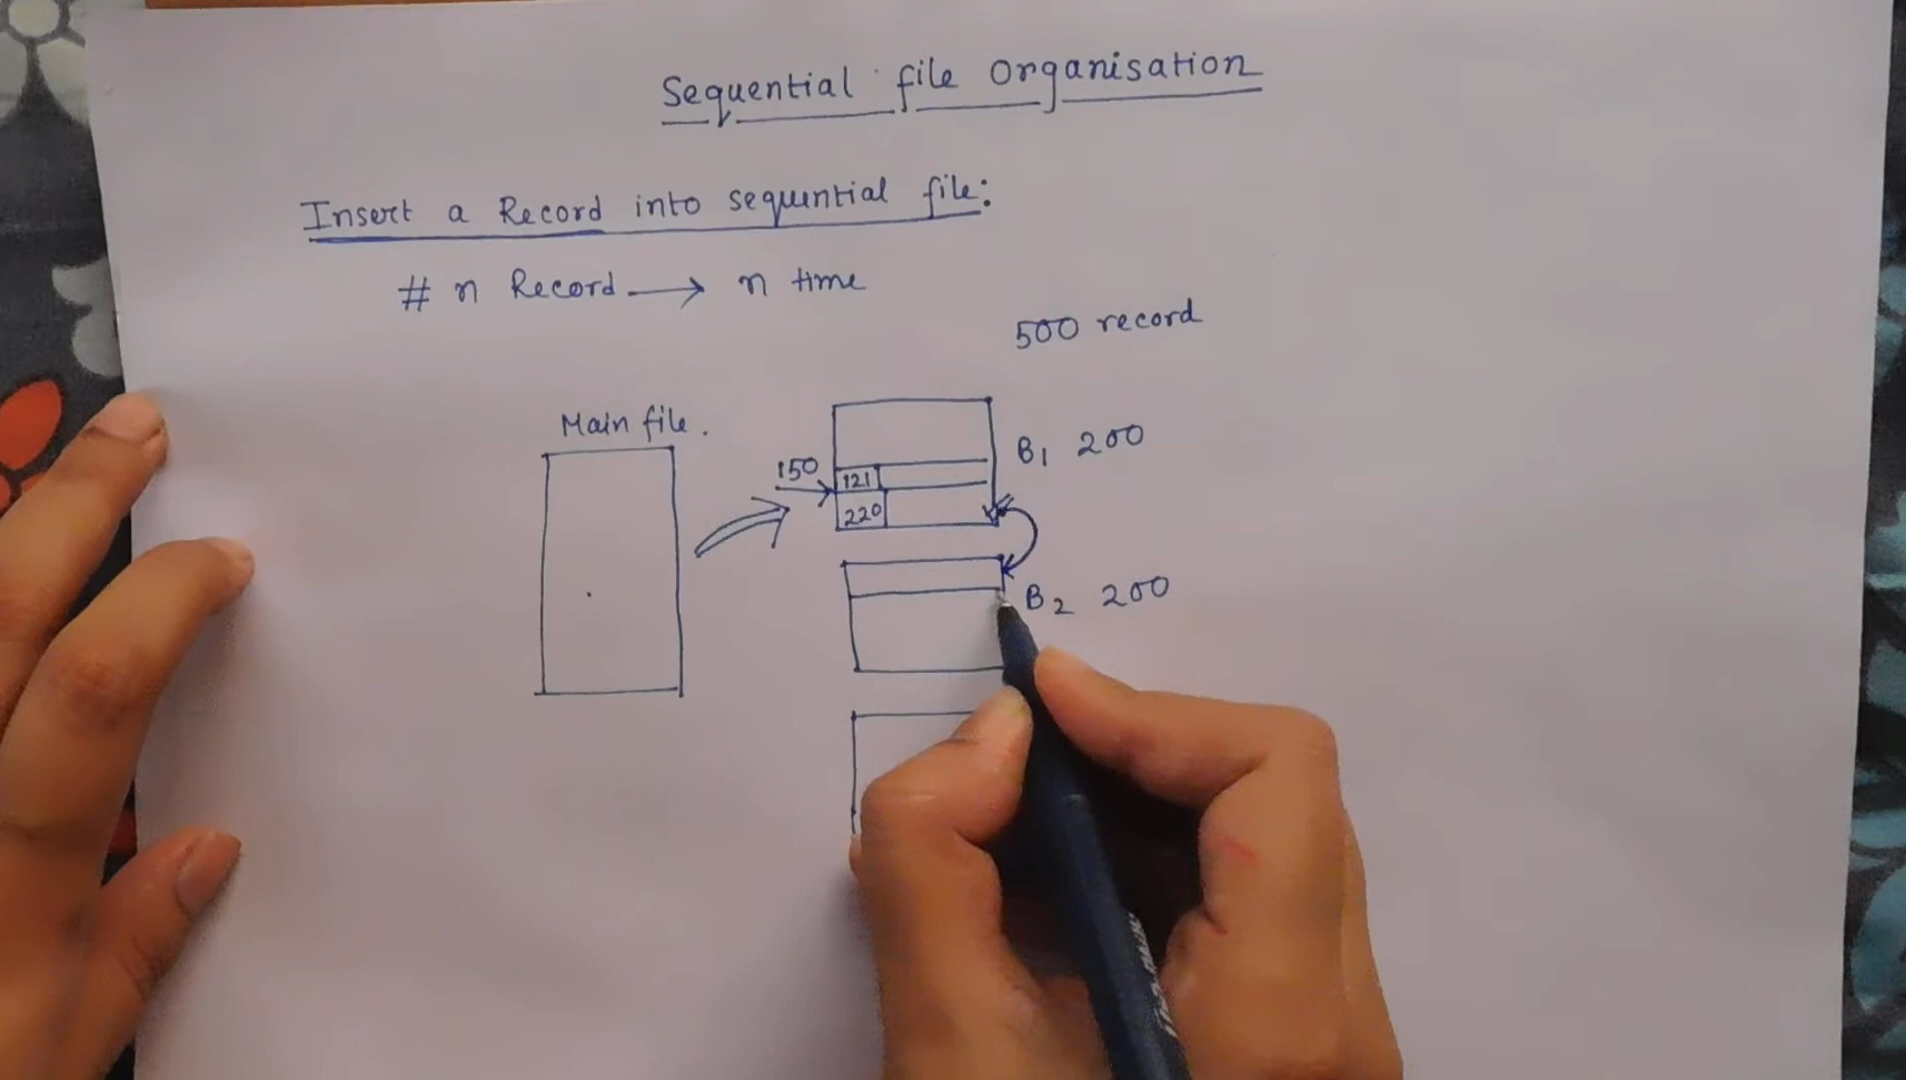 Sequential file Organisation
Insert a Record into sequential file:
# n Record → n time
500 record
Main file.
B1 200
150
121
220
B2 200